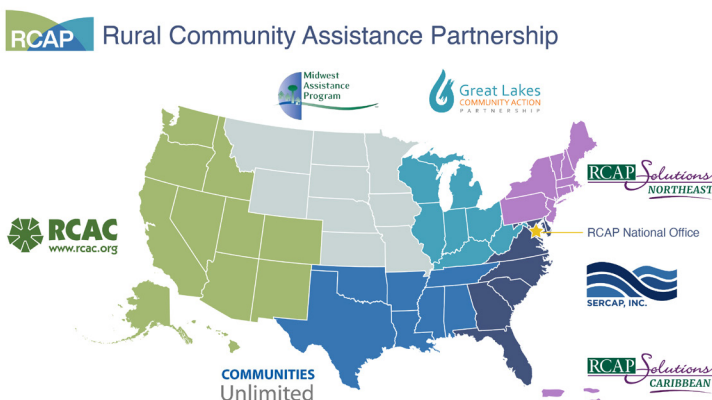 RCAP Rural Community Assistance Partnership
Midwest
Assistance
Program
Great Lakes
COMMUNITY ACTION
PARTNERSHIP
RCAP Solutions
NORTHEAST
RCAC
www.rcac.org
RCAP National Office
SERCAP, INC.
COMMUNITIES
Unlimited
RCAP Solutions
CARIBBEAN